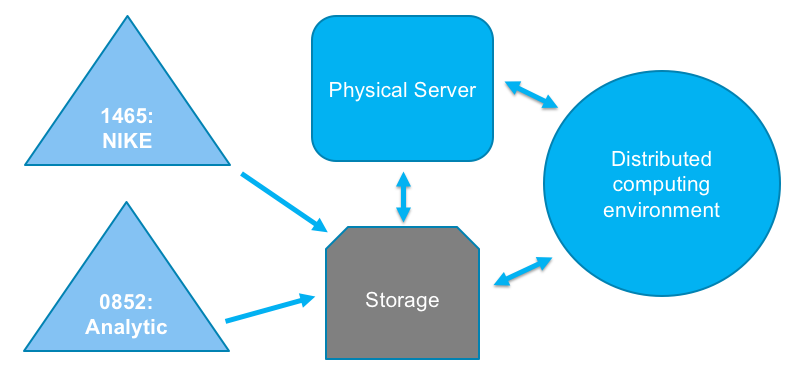 1465:
NIKE
Physical Server
Distributed
computing
environment
0852:
Analytic
Storage